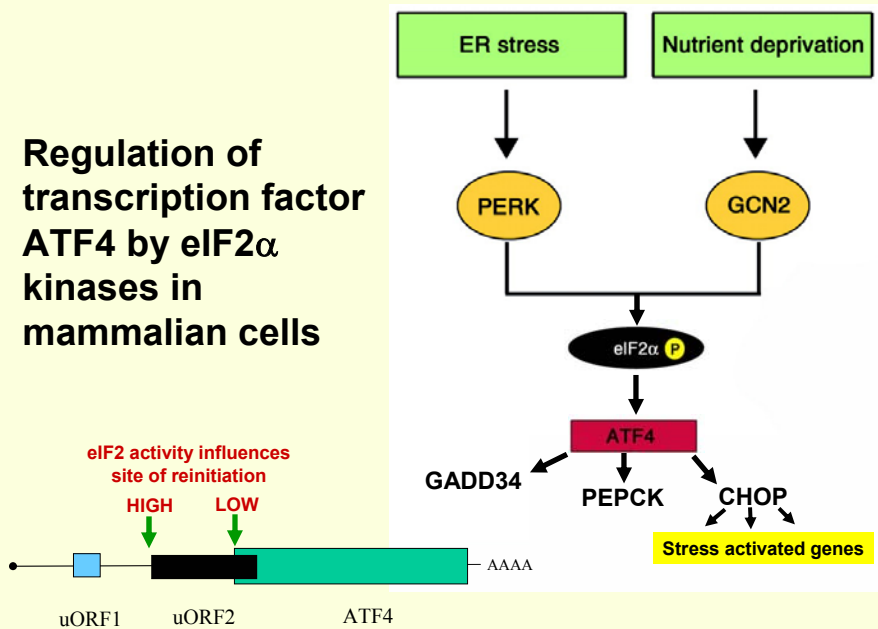 ER stress
Nutrient deprivation
Regulation of
transcription factor
ATF4 by eIF2α
kinases in
mammalian cells
PERK
GCN2
eIF2α P
ATF4
GADD34
PEPCK
CHOP
Stress activated genes
eIF2 activity influences
site of reinitiation
HIGH
LOW
AAAA
uORF1
uORF2
ATF4